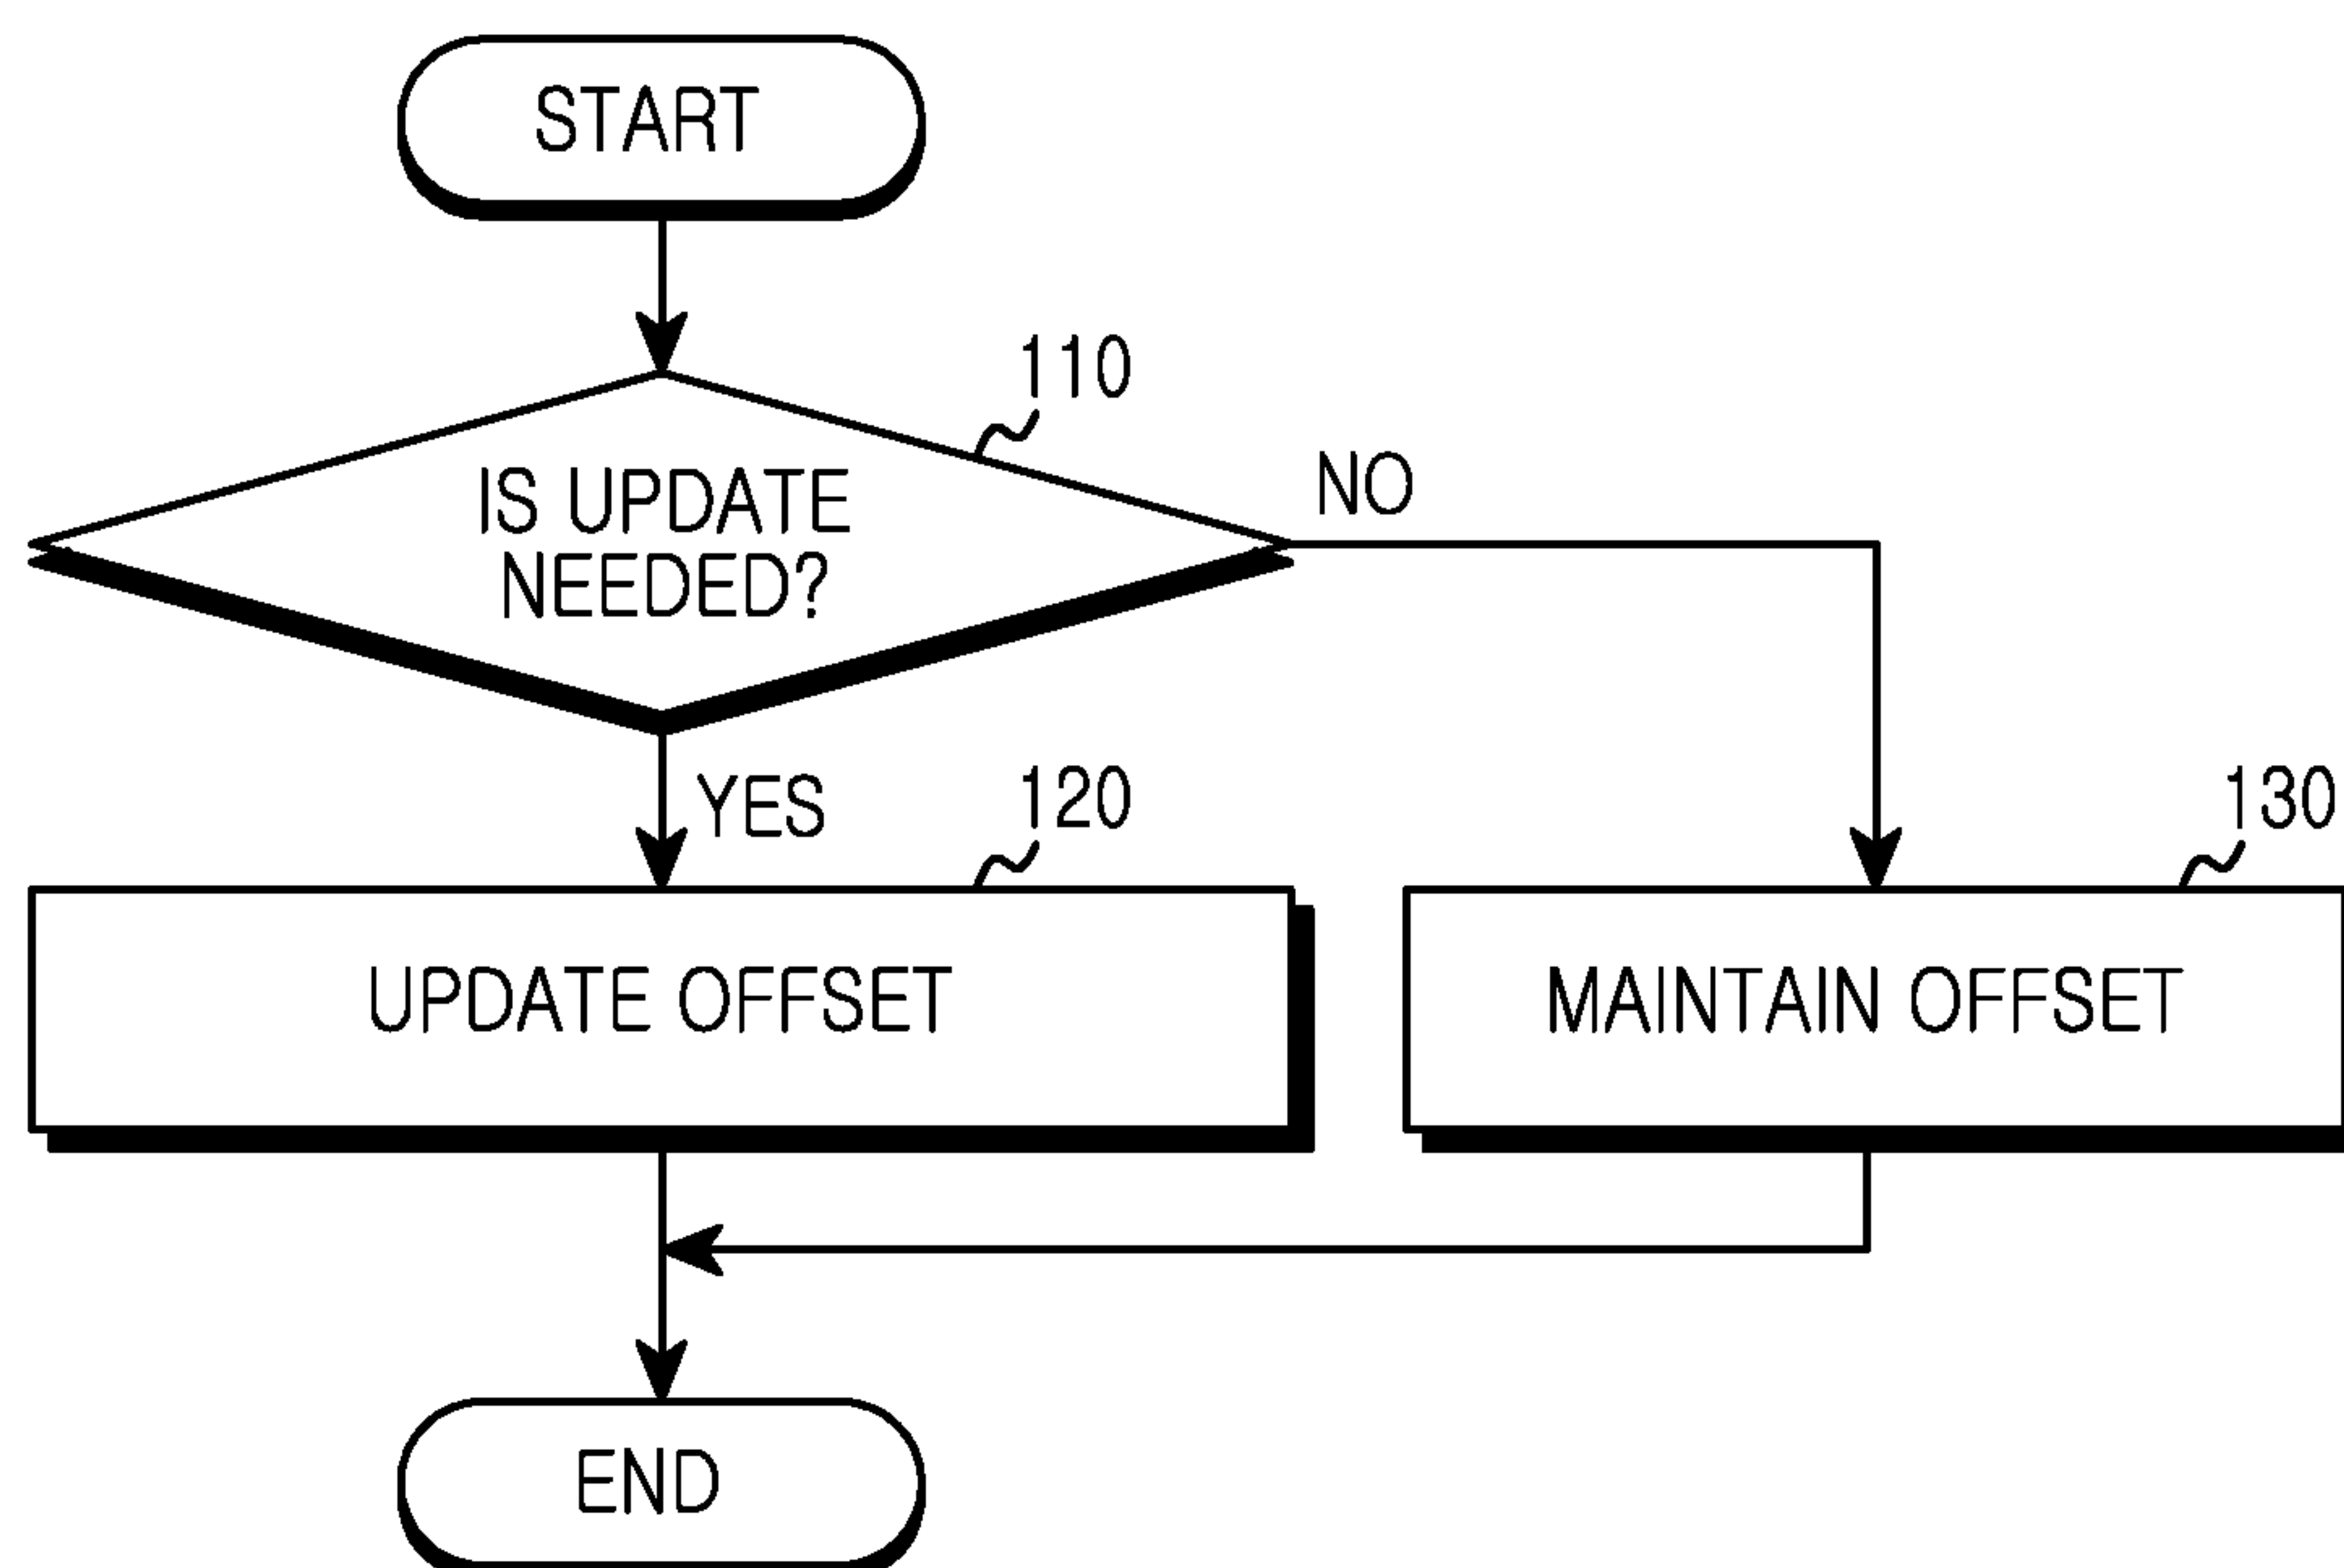 START
110
IS UPDATE
NEEDED?
NO
YES
120
130
UPDATE OFFSET
MAINTAIN OFFSET
END